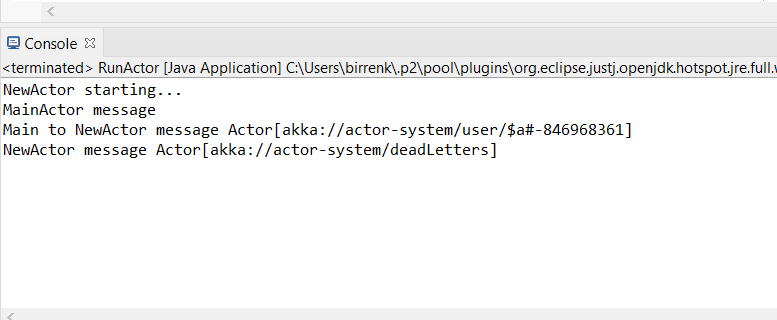 Console
<terminated> RunActor [Java Application] C:\Users\birrenk\.p2\pool\plugins\org.eclipse.justj.openjdk.hotspot.jre.full.w
NewActor starting...
MainActor message
Main to NewActor message Actor[akka://actor-system/user/$a#-846968361]
NewActor message Actor[akka://actor-system/deadLetters]